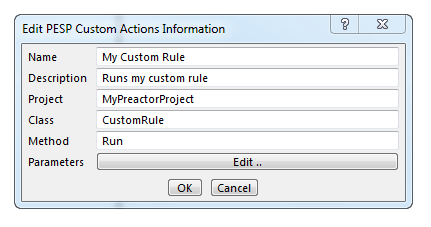 Edit PESP Custom Actions Information
Name My Custom Rule
Description Runs my custom rule
Project MyPreactorProject
Class CustomRule
Method Run
Parameters Edit ..
OK Cancel